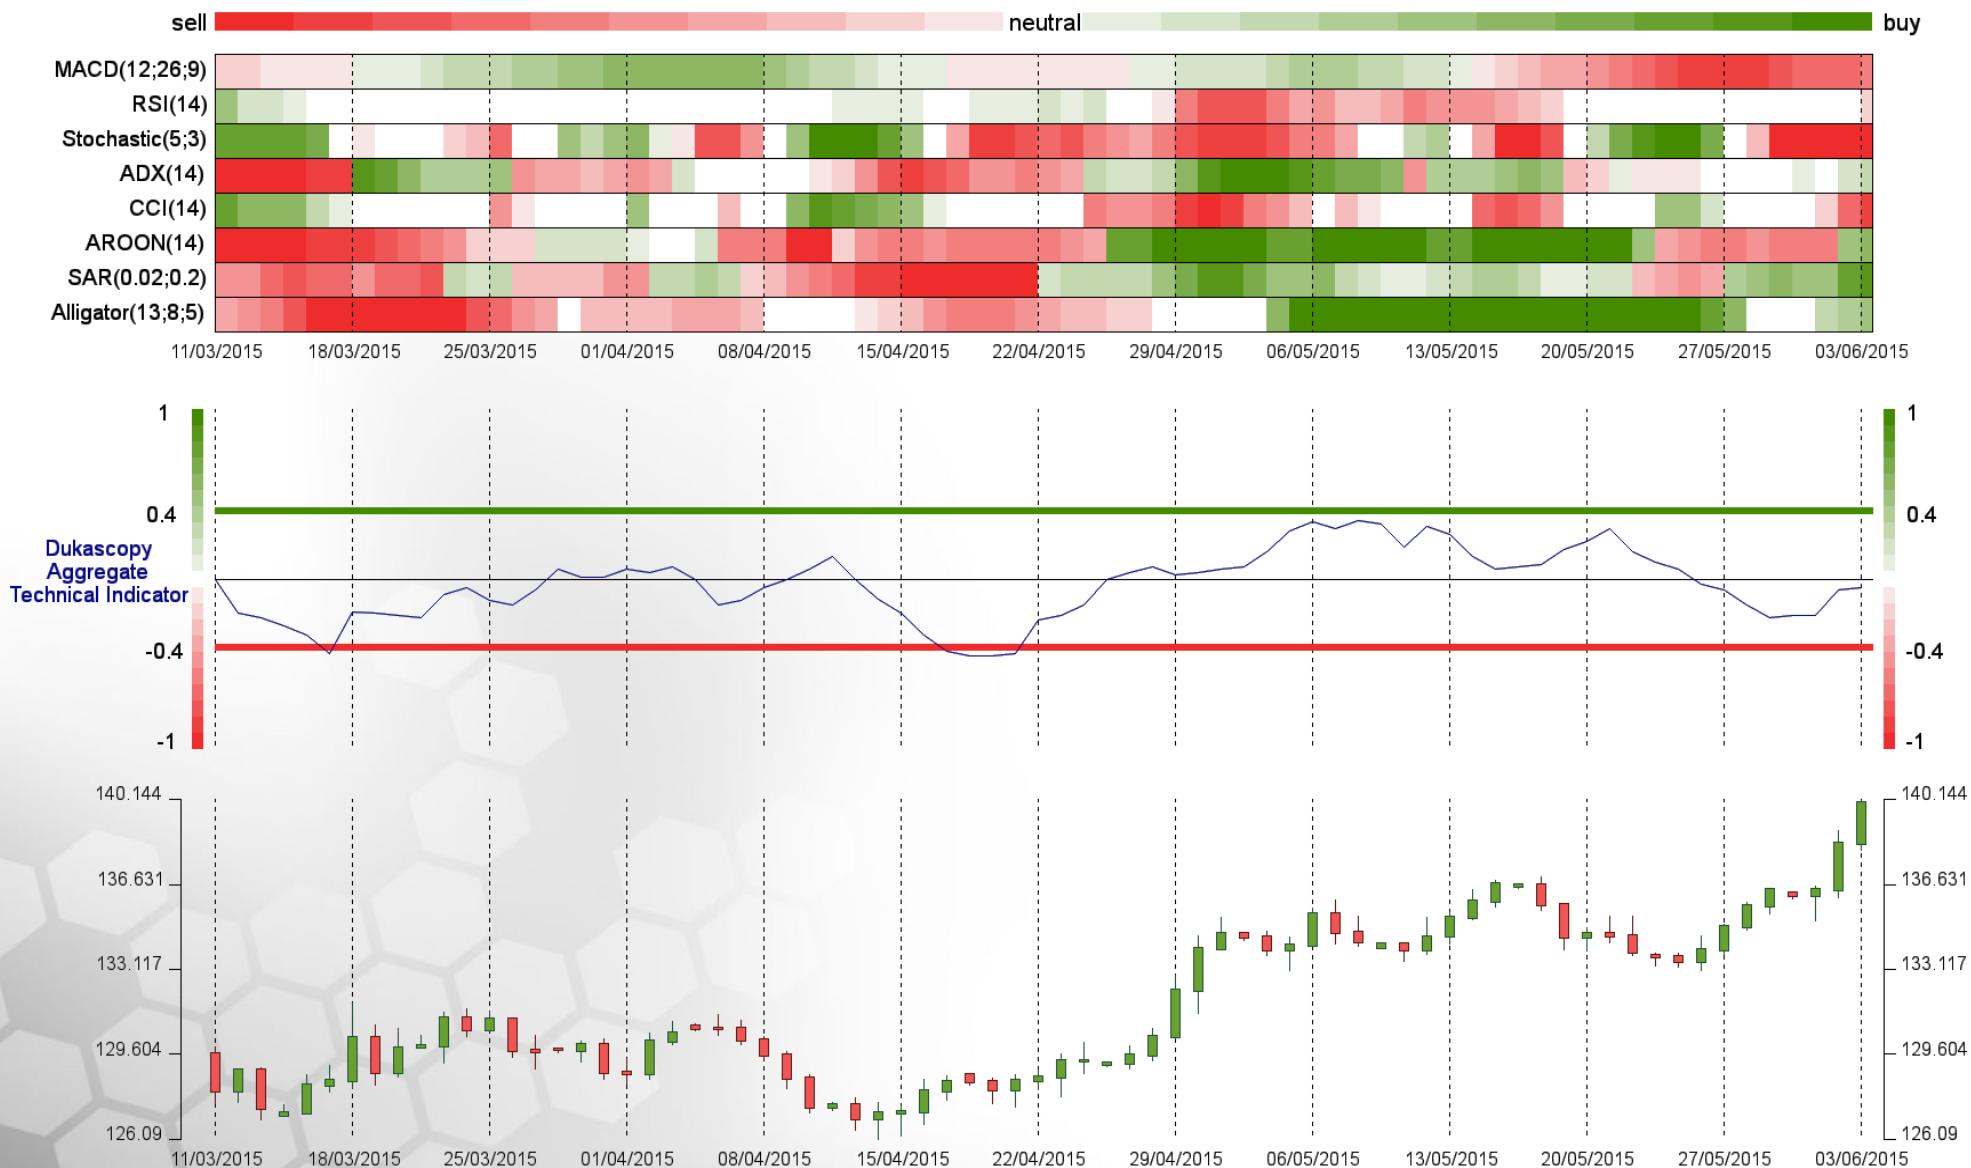 sell neutral buy
MACD(12;26;9)
RSI(14)
Stochastic(5;3)
ADX(14)
CCI(14)
AROON(14)
SAR(0.02;0.2)
Alligator(13;8;5)
11/03/2015 18/03/2015 25/03/2015 01/04/2015 08/04/2015 15/04/2015 22/04/2015 29/04/2015 06/05/2015 13/05/2015 20/05/2015 27/05/2015 03/06/2015
1 1
0.4 0.4
Dukascopy
Aggregate
Technical Indicator
-0.4 -0.4
-1 -1
140.144 140.144
136.631 136.631
133.117 133.117
129.604 129.604
126.09 126.09
11/03/2015 18/03/2015 25/03/2015 01/04/2015 08/04/2015 15/04/2015 22/04/2015 29/04/2015 06/05/2015 13/05/2015 20/05/2015 27/05/2015 03/06/2015